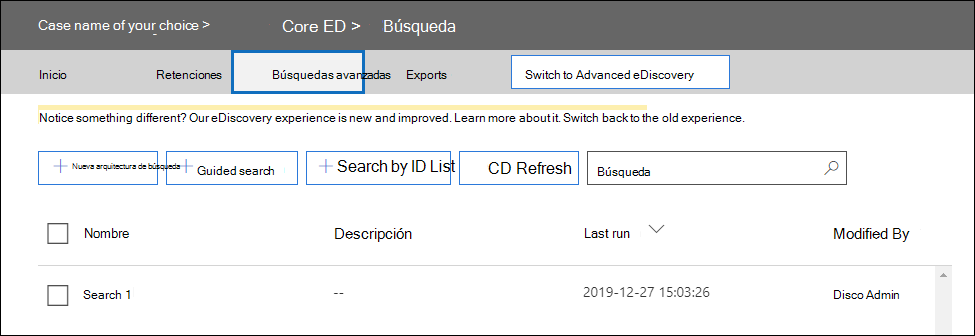 Case name of your choice > Core ED > Búsqueda
Inicio Retenciones Búsquedas avanzadas Exports Switch to Advanced eDiscovery
Notice something different? Our eDiscovery experience is new and improved. Learn more about it. Switch back to the old experience.
Nueva arquitectura de búsqueda Guided search Search by ID List CD Refresh Búsqueda
Nombre Descripción Last run Modified By
Search 1 -- 2019-12-27 15:03:26 Disco Admin